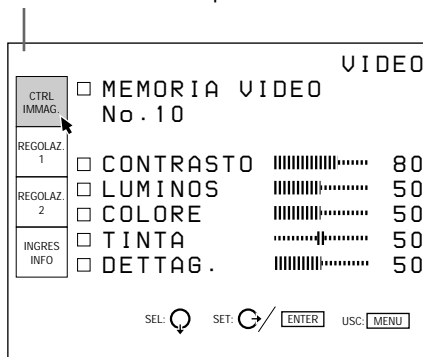 VIDEO
CTRL
IMMAG.
REGOLAZ.
1
REGOLAZ.
2
INGRES
INFO
□ MEMORIA VIDEO
No.10
□ CONTRASTO 80
□ LUMINOS 50
□ COLORE 50
□ TINTA 50
□ DETTAG. 50
SEL: SET: / ENTER USC: MENU